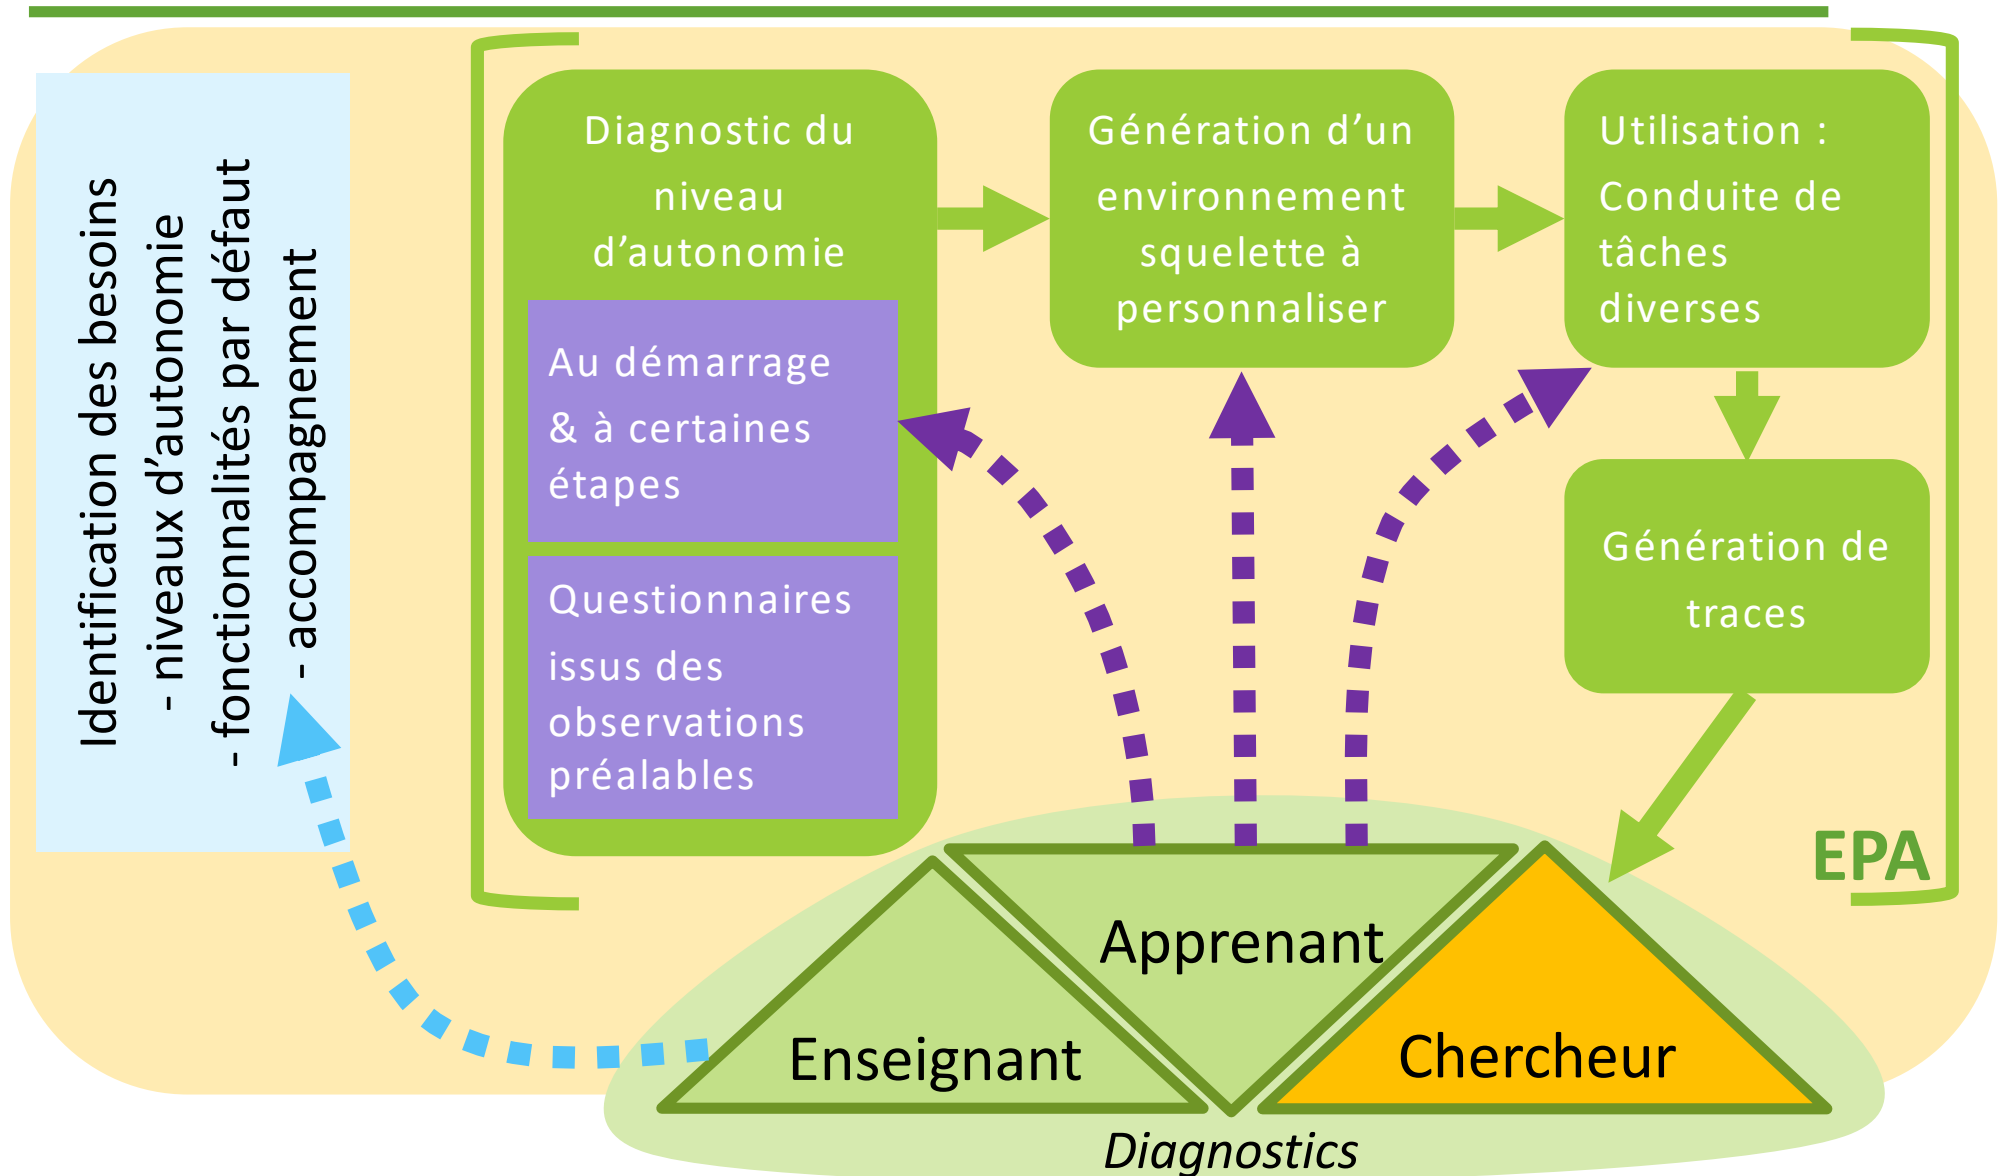 Identification des besoins
- niveaux d’autonomie
- fonctionnalités par défaut
- accompagnement
Diagnostic du
niveau
d’autonomie
Au démarrage
& à certaines
étapes
Questionnaires
issus des
observations
préalables
Génération d’un
environnement
squelette à
personnaliser
Utilisation :
Conduite de
tâches
diverses
Génération de
traces
EPA
Enseignant
Apprenant
Chercheur
Diagnostics